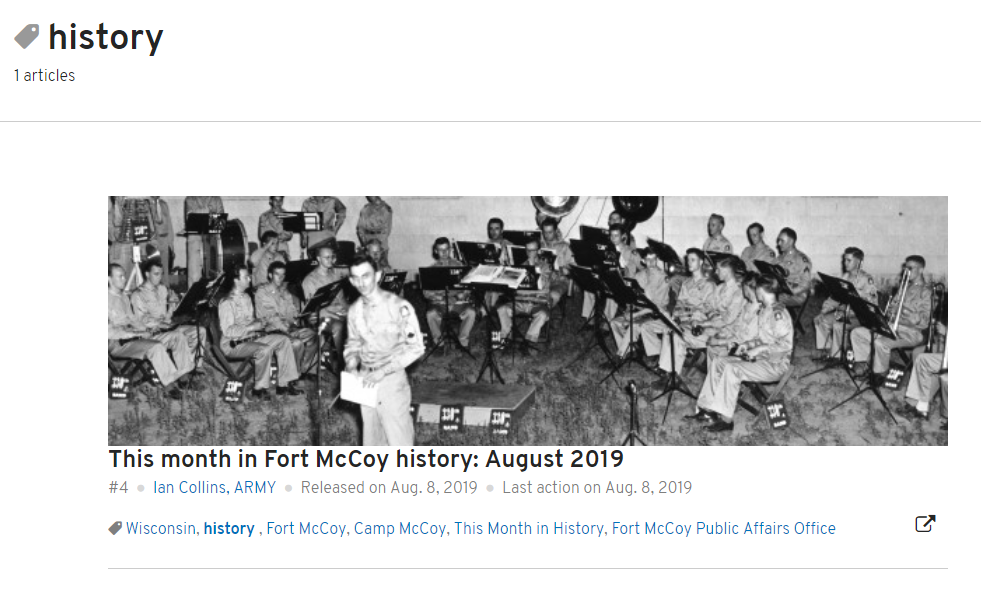 history
1 articles
This month in Fort McCoy history: August 2019
#4 Ian Collins, ARMY Released on Aug. 8, 2019 Last action on Aug. 8, 2019
Wisconsin, history , Fort McCoy, Camp McCoy, This Month in History, Fort McCoy Public Affairs Office